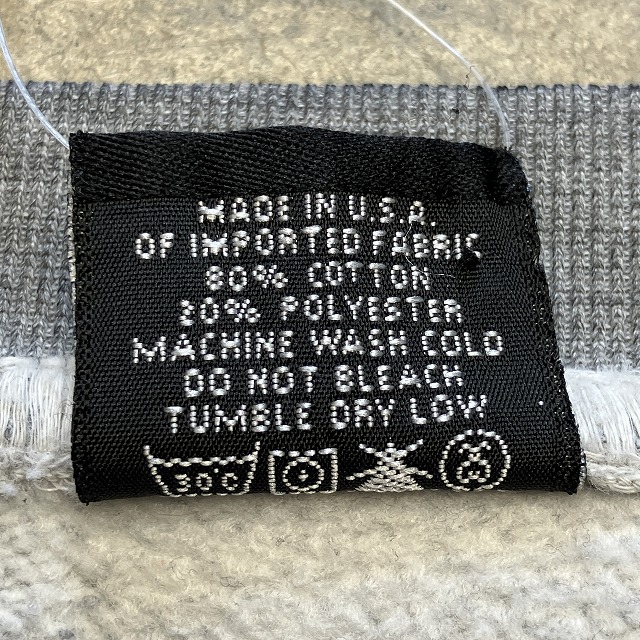 MADE IN U.S.A.
OF IMPORTED FABRIC
80% COTTON
20% POLYESTER
MACHINE WASH COLD
DO NOT BLEACH
TUMBLE DRY LOW
30°C